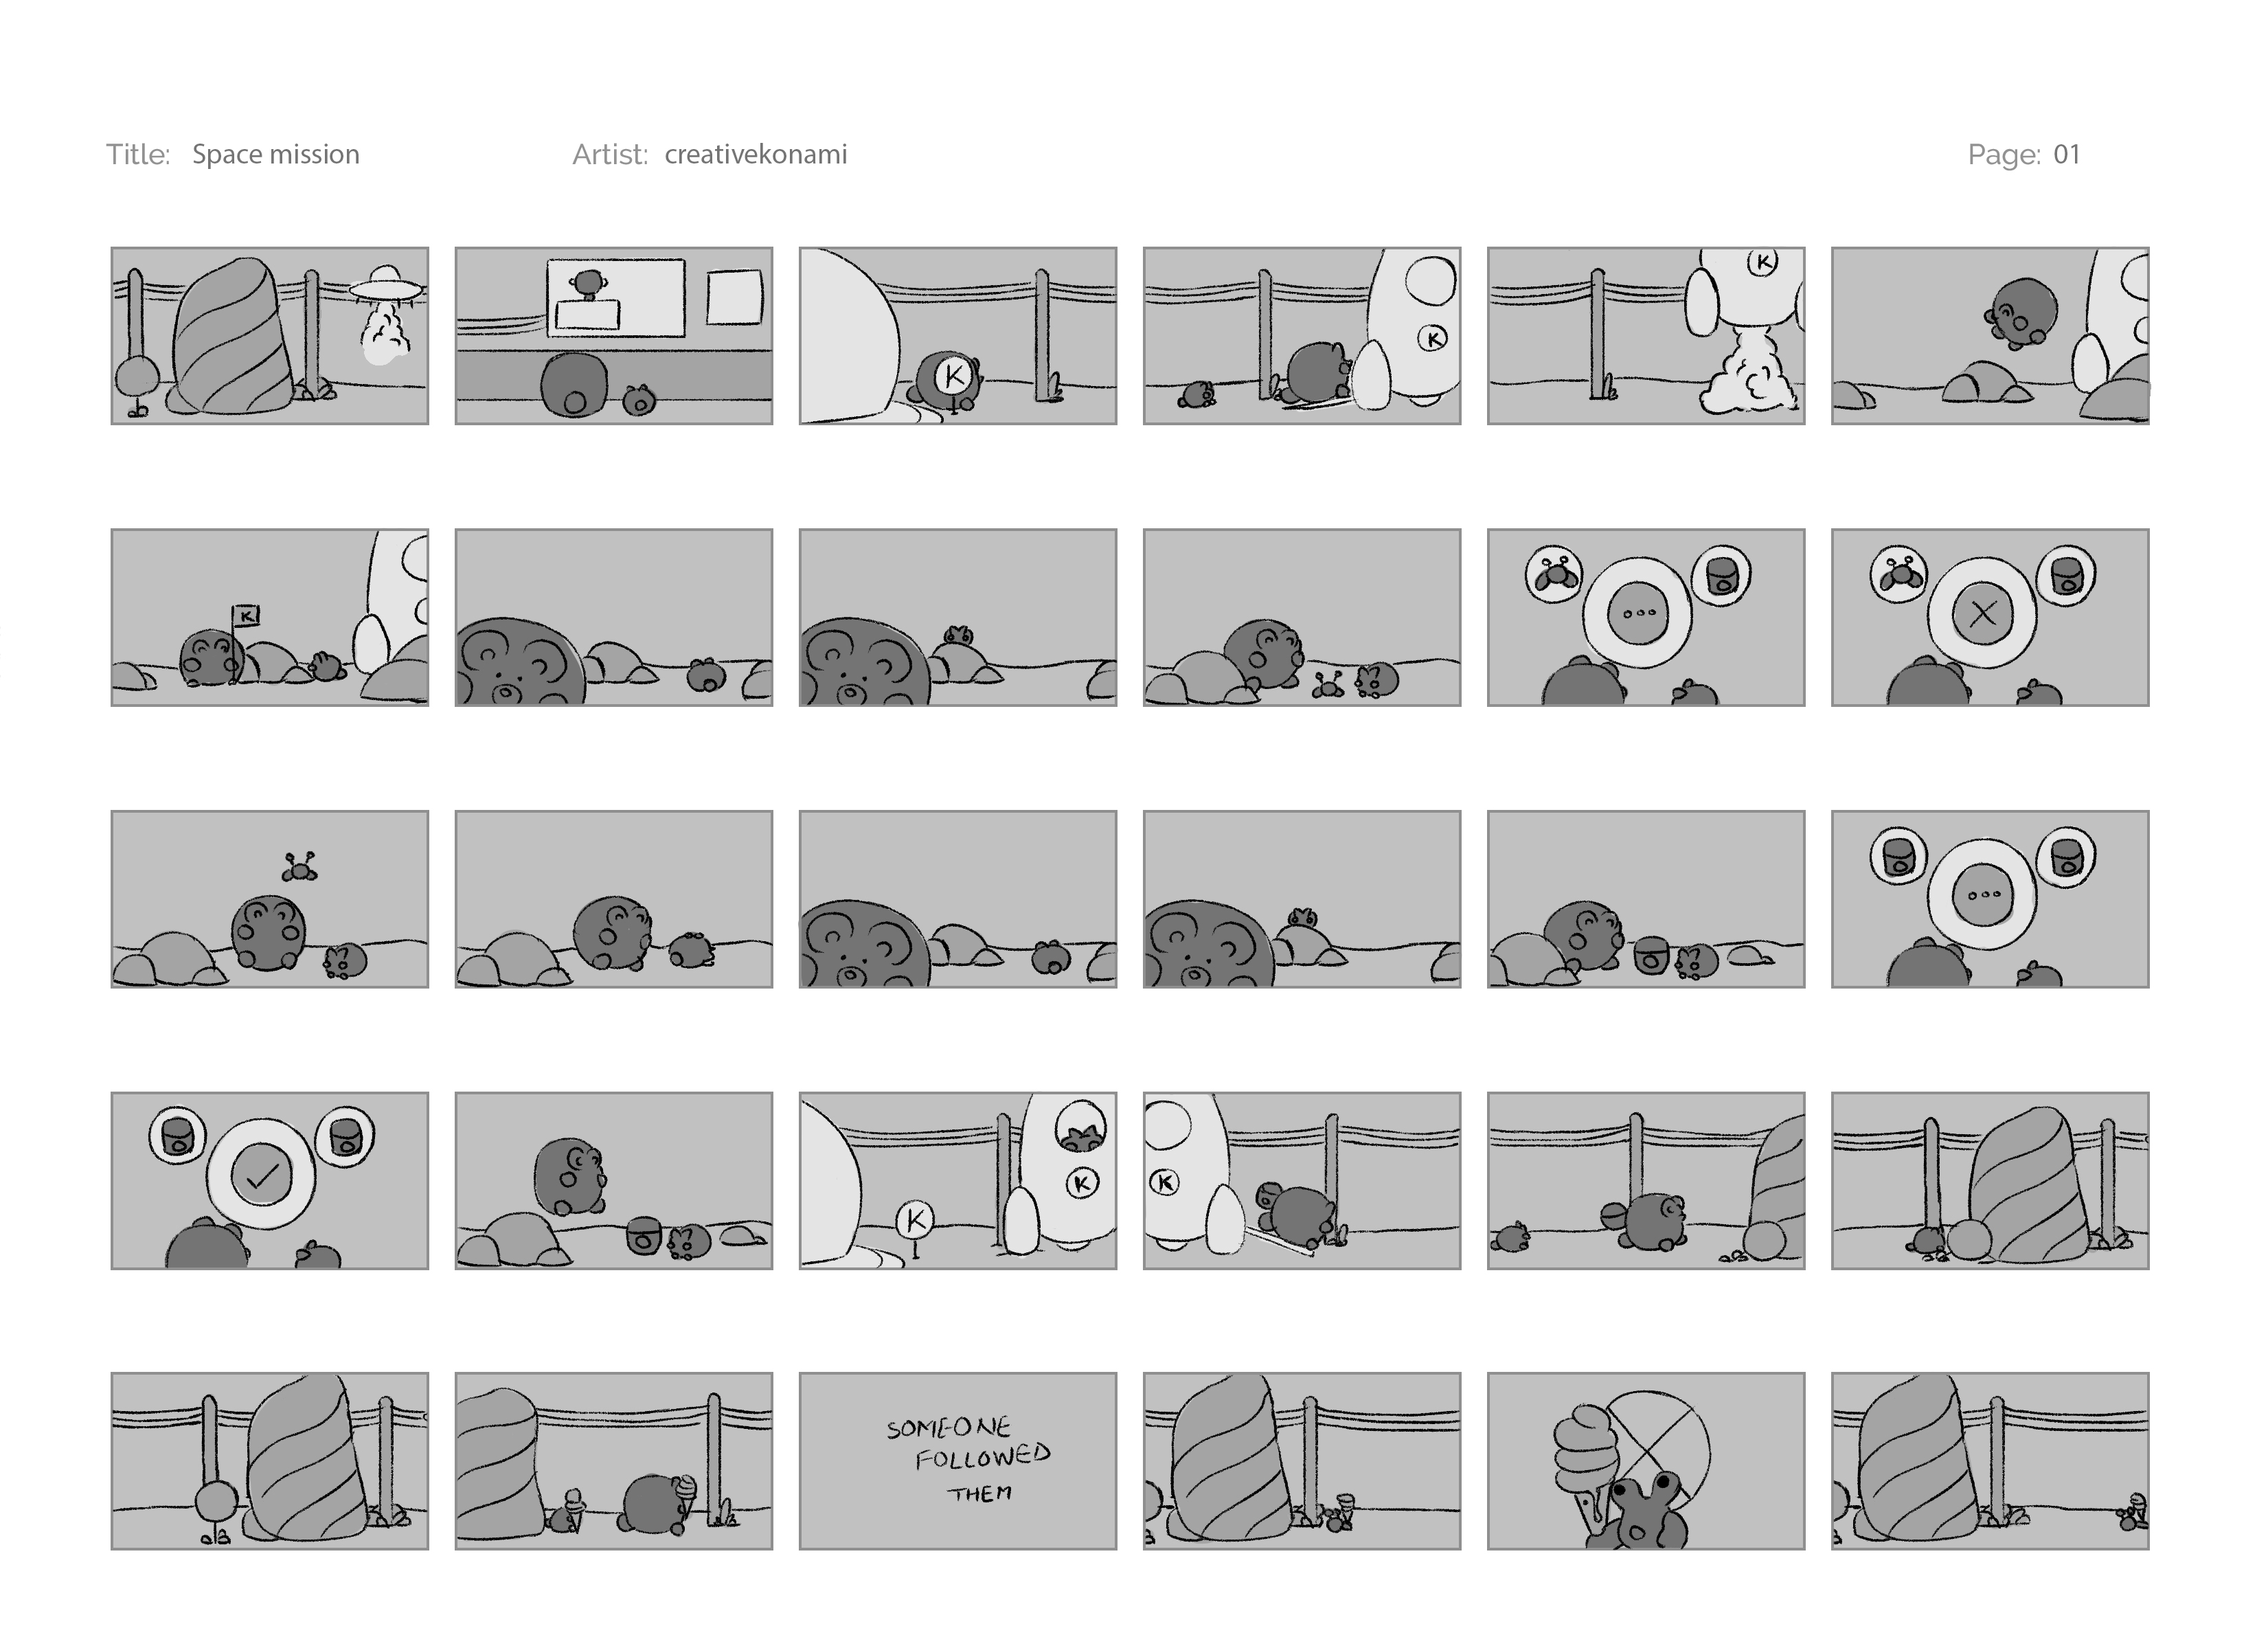 Title: Space mission
Artist: creativekonami
Page: 01
K
K
K
K
K
K
K
SOMEONE
FOLLOWED
THEM